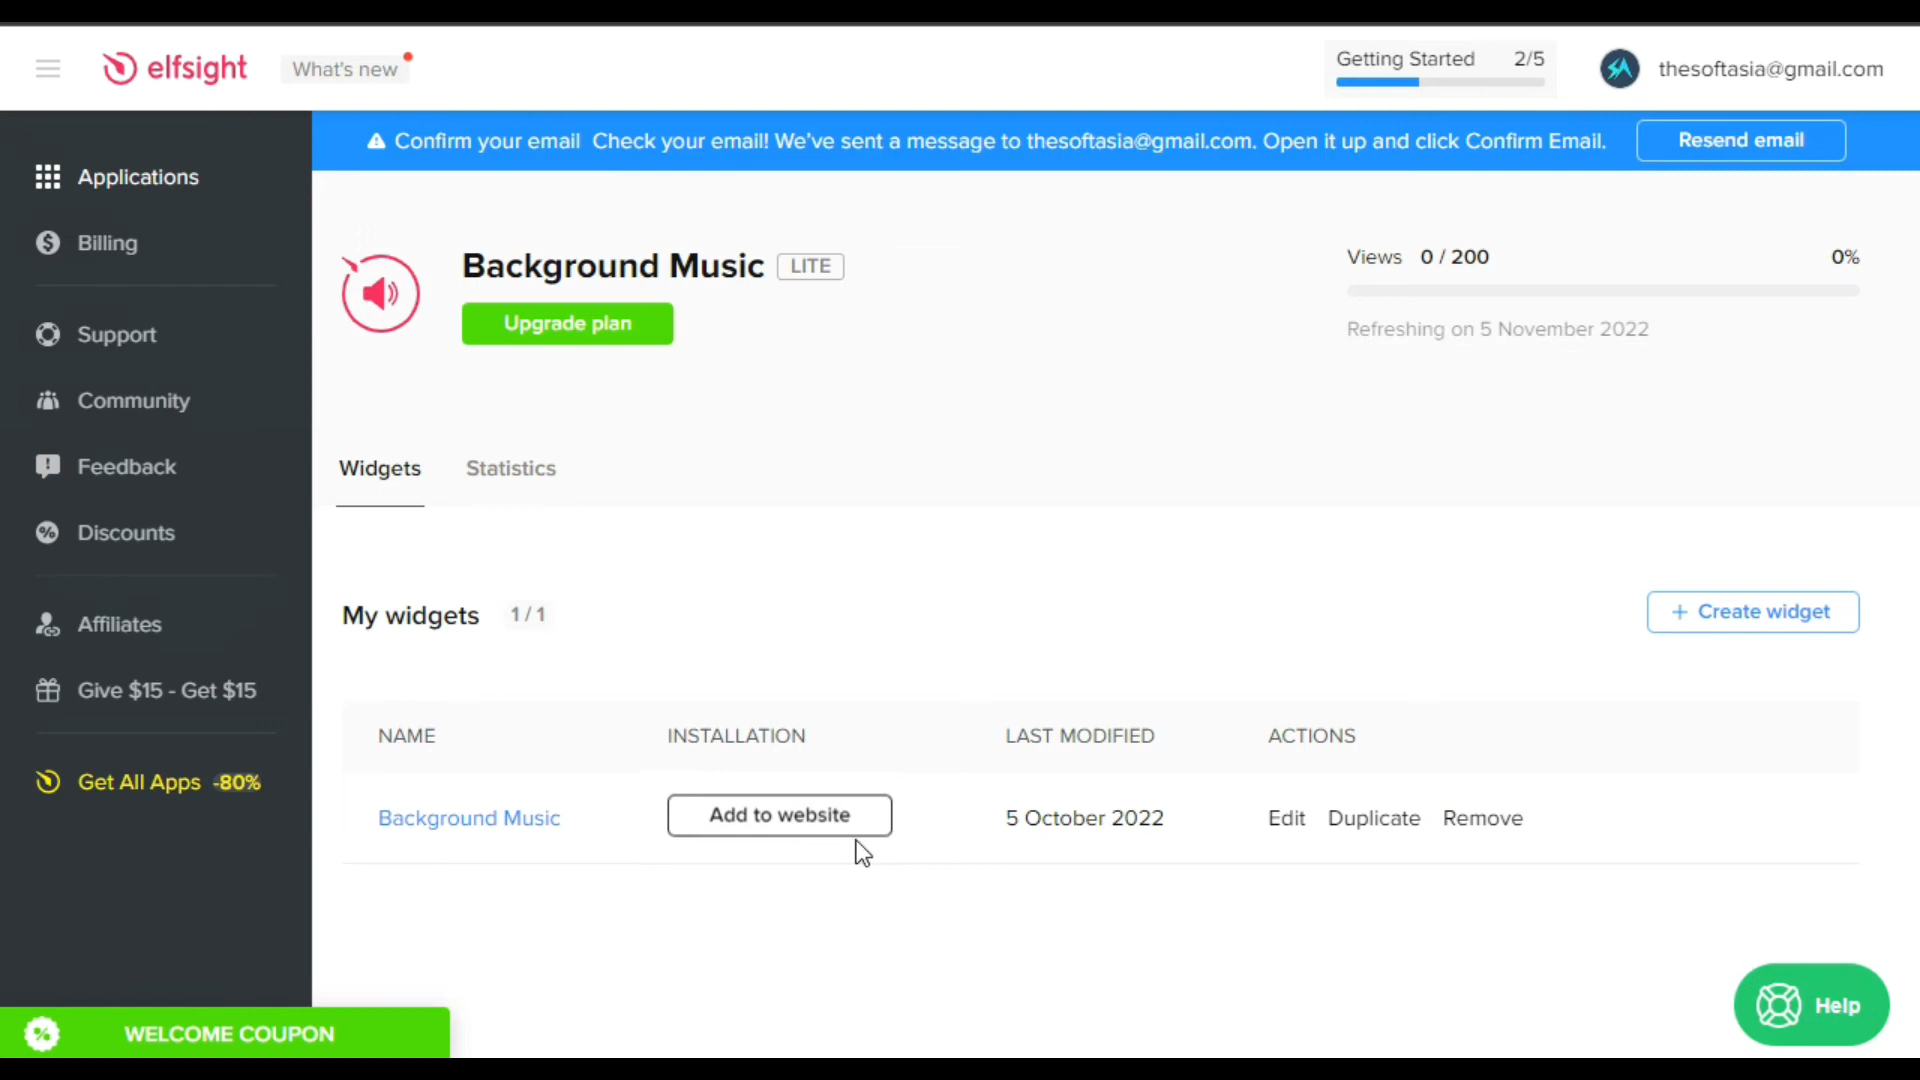 elfsight
What's new
Getting Started 2/5
thesoftasia@gmail.com
Confirm your email Check your email! We've sent a message to thesoftasia@gmail.com. Open it up and click Confirm Email.
Resend email
Applications
Billing
Support
Community
Feedback
Discounts
Affiliates
Give $15 - Get $15
Get All Apps -80%
WELCOME COUPON
Background Music LITE
Upgrade plan
Views 0 / 200 0%
Refreshing on 5 November 2022
Widgets Statistics
My widgets 1 / 1
+ Create widget
NAME INSTALLATION LAST MODIFIED ACTIONS
Background Music Add to website 5 October 2022 Edit Duplicate Remove
Help